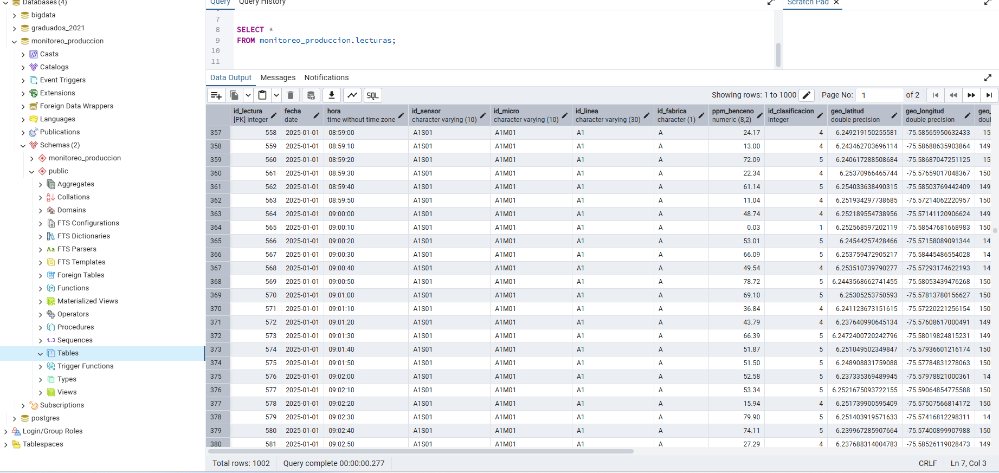 Databases (4)
bigdata
graduados_2021
monitoreo_produccion
Casts
Catalogs
Event Triggers
Extensions
Foreign Data Wrappers
Languages
Publications
Schemas (2)
monitoreo_produccion
public
Aggregates
Collations
Domains
FTS Configurations
FTS Dictionaries
Aa FTS Parsers
FTS Templates
Foreign Tables
Functions
Materialized Views
Operators
Procedures
1..3 Sequences
Tables
Trigger Functions
Types
Views
Subscriptions
postgres
Login/Group Roles
Tablespaces
Query Query History
Scratch Pad
7
8 SELECT *
9 FROM monitoreo_produccion.lecturas;
10
11
Data Output Messages Notifications
SQL Showing rows: 1 to 1000 Page No: 1 of 2
id_lectura fecha hora id_sensor id_micro id_linea id_fabrica ppm_benceno id_clasificacion geo_latitud geo_longitud geo_
[PK] integer date time without time zone character varying (10) character varying (10) character varying (30) character (1) numeric (8,2) integer double precision double precision doul
357 558 2025-01-01 08:59:00 A1S01 A1M01 A1 A 24.17 4 6.249219150255581 -75.58565950632433 15
358 559 2025-01-01 08:59:10 A1S01 A1M01 A1 A 13.00 4 6.243462703696114 -75.58688635903864 149
359 560 2025-01-01 08:59:20 A1S01 A1M01 A1 A 72.09 5 6.240617288508684 -75.58687047251125 15
360 561 2025-01-01 08:59:30 A1S01 A1M01 A1 A 22.34 4 6.25370966465744 -75.57659017048367 150
361 562 2025-01-01 08:59:40 A1S01 A1M01 A1 A 61.14 5 6.254033638490315 -75.58503769442409 149
362 563 2025-01-01 08:59:50 A1S01 A1M01 A1 A 11.04 4 6.251934297738685 -75.57214062220957 150
363 564 2025-01-01 09:00:00 A1S01 A1M01 A1 A 48.74 4 6.252189554738956 -75.57141120906624 149
364 565 2025-01-01 09:00:10 A1S01 A1M01 A1 A 0.03 1 6.252568597202119 -75.58547681668983 150
365 566 2025-01-01 09:00:20 A1S01 A1M01 A1 A 53.01 5 6.24544257428466 -75.57158089091344 14
366 567 2025-01-01 09:00:30 A1S01 A1M01 A1 A 66.09 5 6.253759472905217 -75.58445486554028 14
367 568 2025-01-01 09:00:40 A1S01 A1M01 A1 A 49.54 4 6.253510739790277 -75.57293174622193 14
368 569 2025-01-01 09:00:50 A1S01 A1M01 A1 A 78.72 5 6.2443568662741455 -75.58053439476268 150
369 570 2025-01-01 09:01:00 A1S01 A1M01 A1 A 69.10 5 6.25305253750593 -75.57813780156627 150
370 571 2025-01-01 09:01:10 A1S01 A1M01 A1 A 36.84 4 6.241123673151615 -75.57220221256154 150
371 572 2025-01-01 09:01:20 A1S01 A1M01 A1 A 43.79 4 6.237640990645134 -75.57608617000491 149
372 573 2025-01-01 09:01:30 A1S01 A1M01 A1 A 66.39 5 6.2472400720242796 -75.58019824815231 149
373 574 2025-01-01 09:01:40 A1S01 A1M01 A1 A 51.87 5 6.251049502349847 -75.57936601216174 150
374 575 2025-01-01 09:01:50 A1S01 A1M01 A1 A 51.50 5 6.248908831759088 -75.57784831278063 150
375 576 2025-01-01 09:02:00 A1S01 A1M01 A1 A 52.58 5 6.237335369489945 -75.57978821000361 14
376 577 2025-01-01 09:02:10 A1S01 A1M01 A1 A 53.34 5 6.2521675093722155 -75.59064854775588 150
377 578 2025-01-01 09:02:20 A1S01 A1M01 A1 A 15.94 4 6.251739900595409 -75.57507566814172 150
378 579 2025-01-01 09:02:30 A1S01 A1M01 A1 A 79.90 5 6.251403919571633 -75.57416812298311 14
379 580 2025-01-01 09:02:40 A1S01 A1M01 A1 A 74.11 5 6.239967285907664 -75.57400899907988 150
380 581 2025-01-01 09:02:50 A1S01 A1M01 A1 A 27.29 4 6.237688314004783 -75.58526119028473 149
Total rows: 1002 Query complete 00:00:00.277 CRLF Ln 7, Col 3